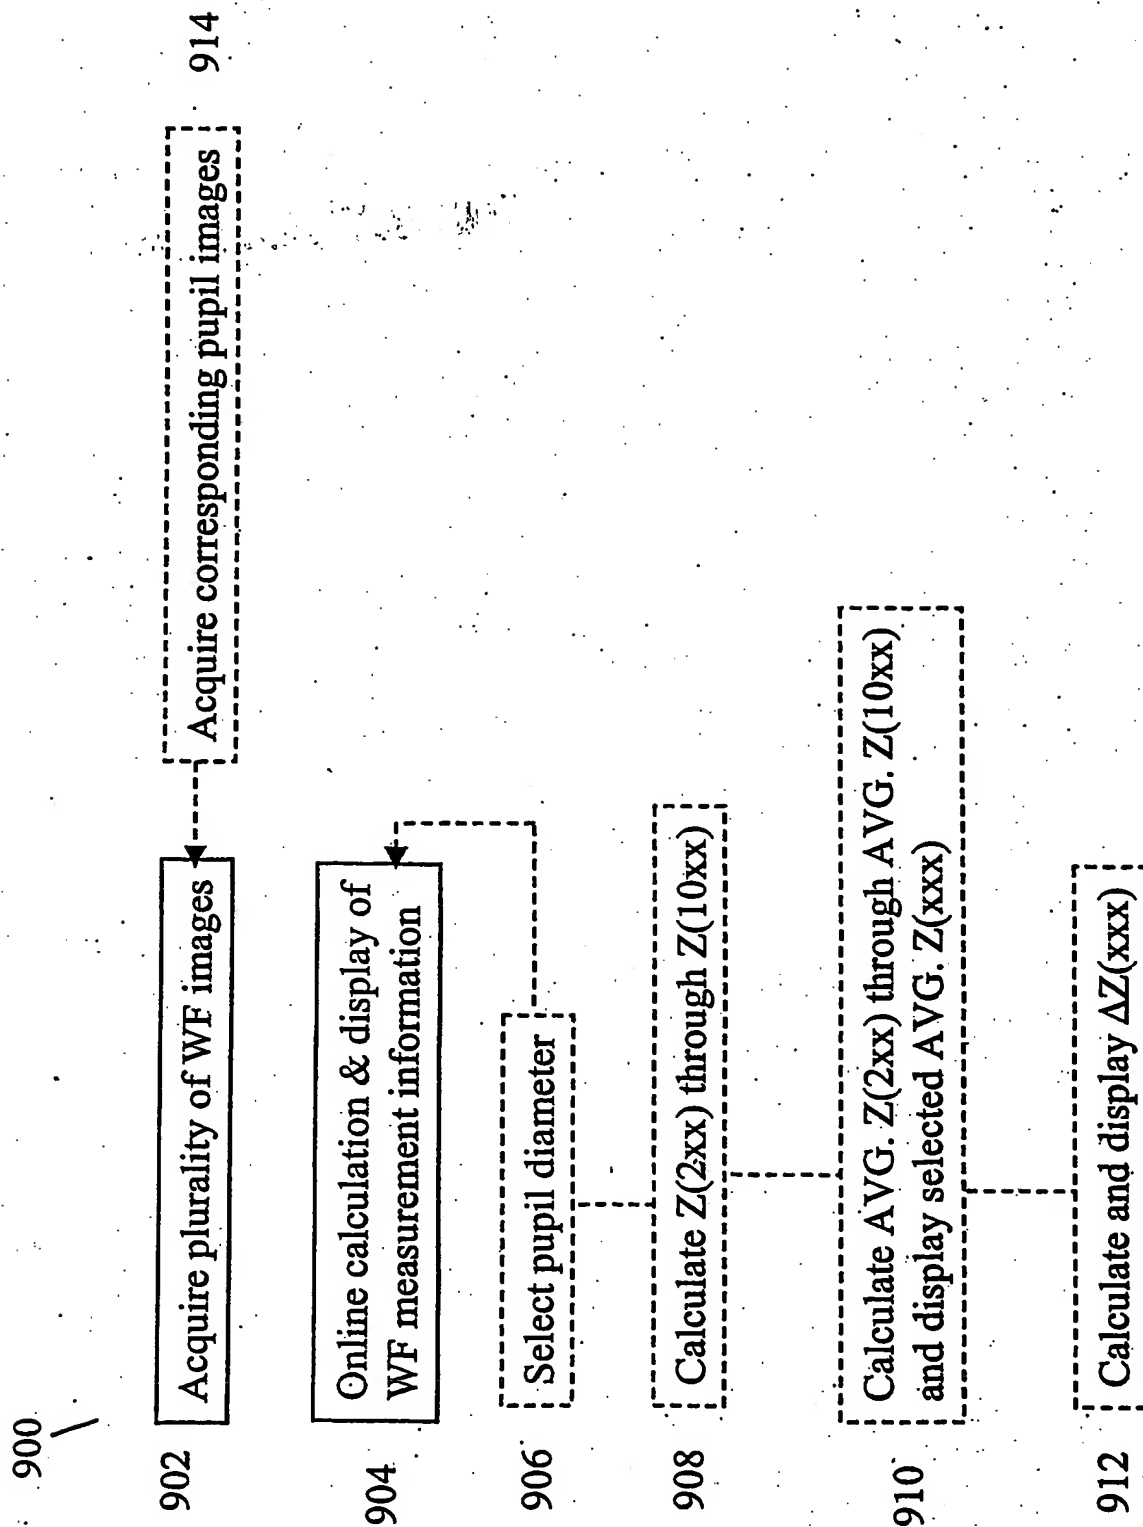 900
902
Acquire plurality of WF images
Acquire corresponding pupil images
914
904
Online calculation & display of
WF measurement information
906
Select pupil diameter
908
Calculate Z(2xx) through Z(10xx)
910
Calculate AVG. Z(2xx) through AVG. Z(10xx)
and display selected AVG. Z(xxx)
912
Calculate and display ΔZ(xxx)